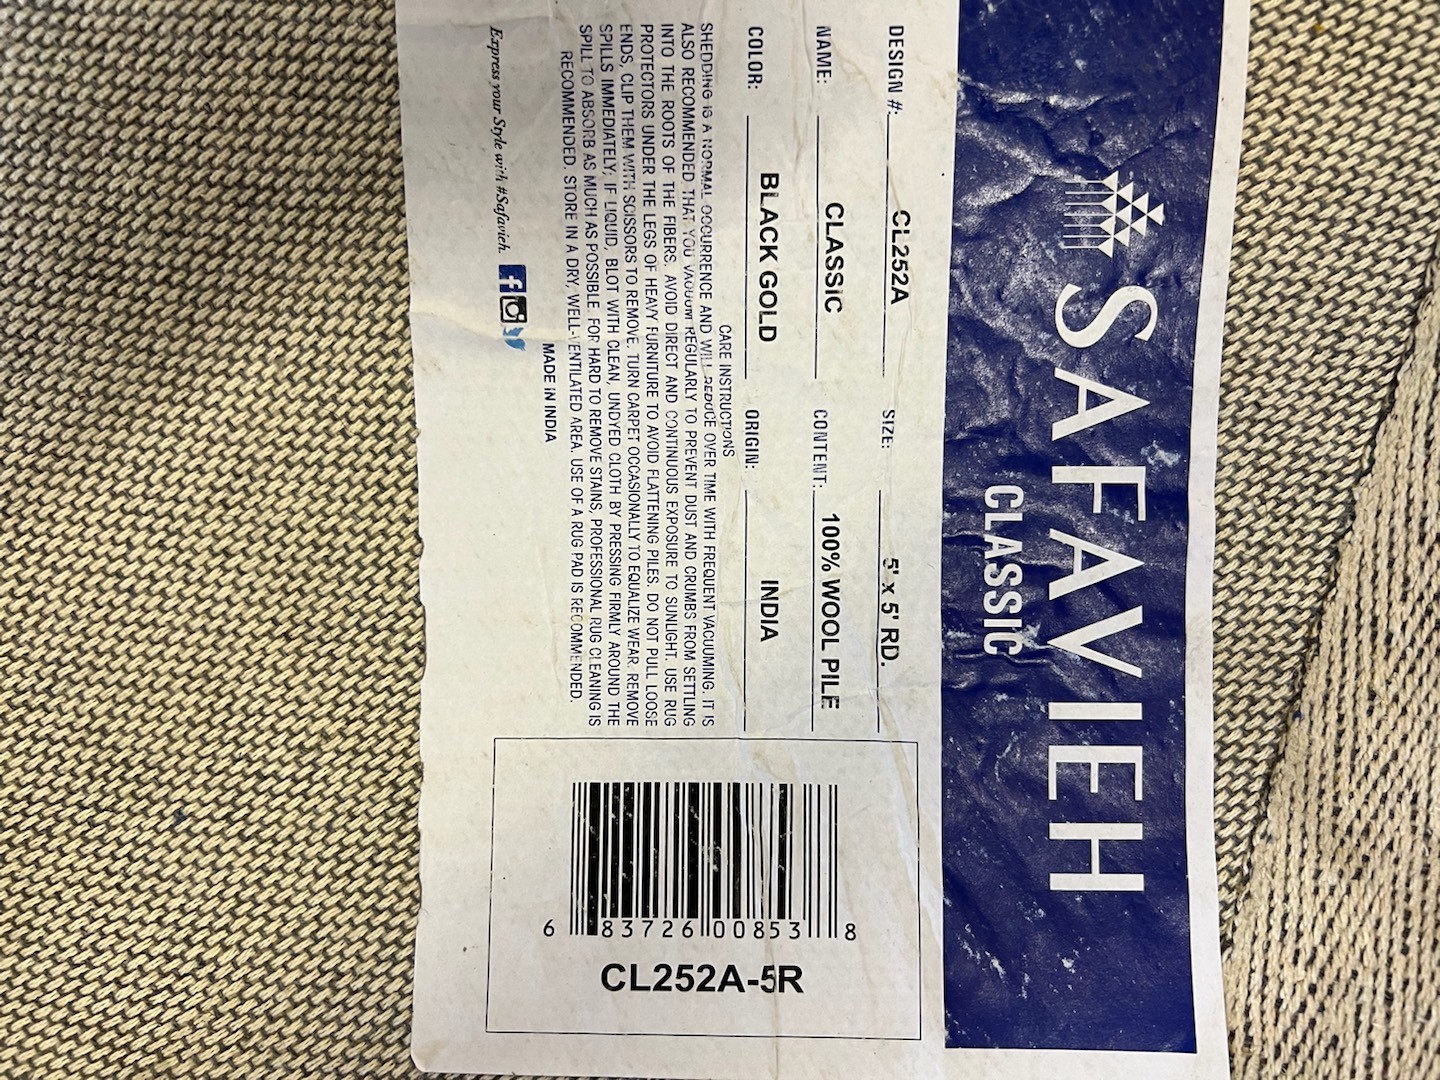 SAFAVIEH
CLASSIC
DESIGN #: CL252A SIZE: 5' x 5' RD.
NAME: CLASSIC CONTENT: 100% WOOL PILE
COLOR: BLACK GOLD ORIGIN: INDIA
CARE INSTRUCTIONS
SHEDDING IS A NORMAL OCCURRENCE AND WILL REDUCE OVER TIME WITH FREQUENT VACUUMING. IT IS
ALSO RECOMMENDED THAT YOU VACUUM REGULARLY TO PREVENT DUST AND CRUMBS FROM SETTLING
INTO THE ROOTS OF THE FIBERS. AVOID DIRECT AND CONTINUOUS EXPOSURE TO SUNLIGHT. USE RUG
PROTECTORS UNDER THE LEGS OF HEAVY FURNITURE TO AVOID FLATTENING PILES. DO NOT PULL LOOSE
ENDS, CLIP THEM WITH SCISSORS TO REMOVE. TURN CARPET OCCASIONALLY TO EQUALIZE WEAR. REMOVE
SPILLS IMMEDIATELY; IF LIQUID, BLOT WITH CLEAN, UNDYED CLOTH BY PRESSING FIRMLY AROUND THE
SPILL TO ABSORB AS MUCH AS POSSIBLE. FOR HARD TO REMOVE STAINS, PROFESSIONAL RUG CLEANING IS
RECOMMENDED. STORE IN A DRY, WELL-VENTILATED AREA. USE OF A RUG PAD IS RECOMMENDED.
MADE IN INDIA
Express your Style with #Safavieh.
6 83726 00853 8
CL252A-5R